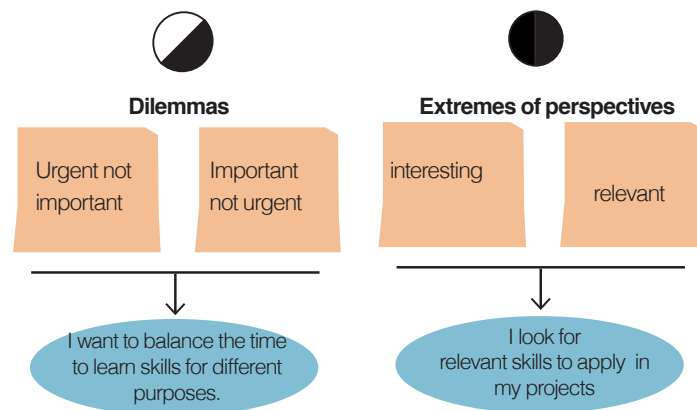 Dilemmas
Urgent not
important
Important
not urgent
I want to balance the time
to learn skills for different
purposes.
Extremes of perspectives
interesting
relevant
I look for
relevant skills to apply in
my projects